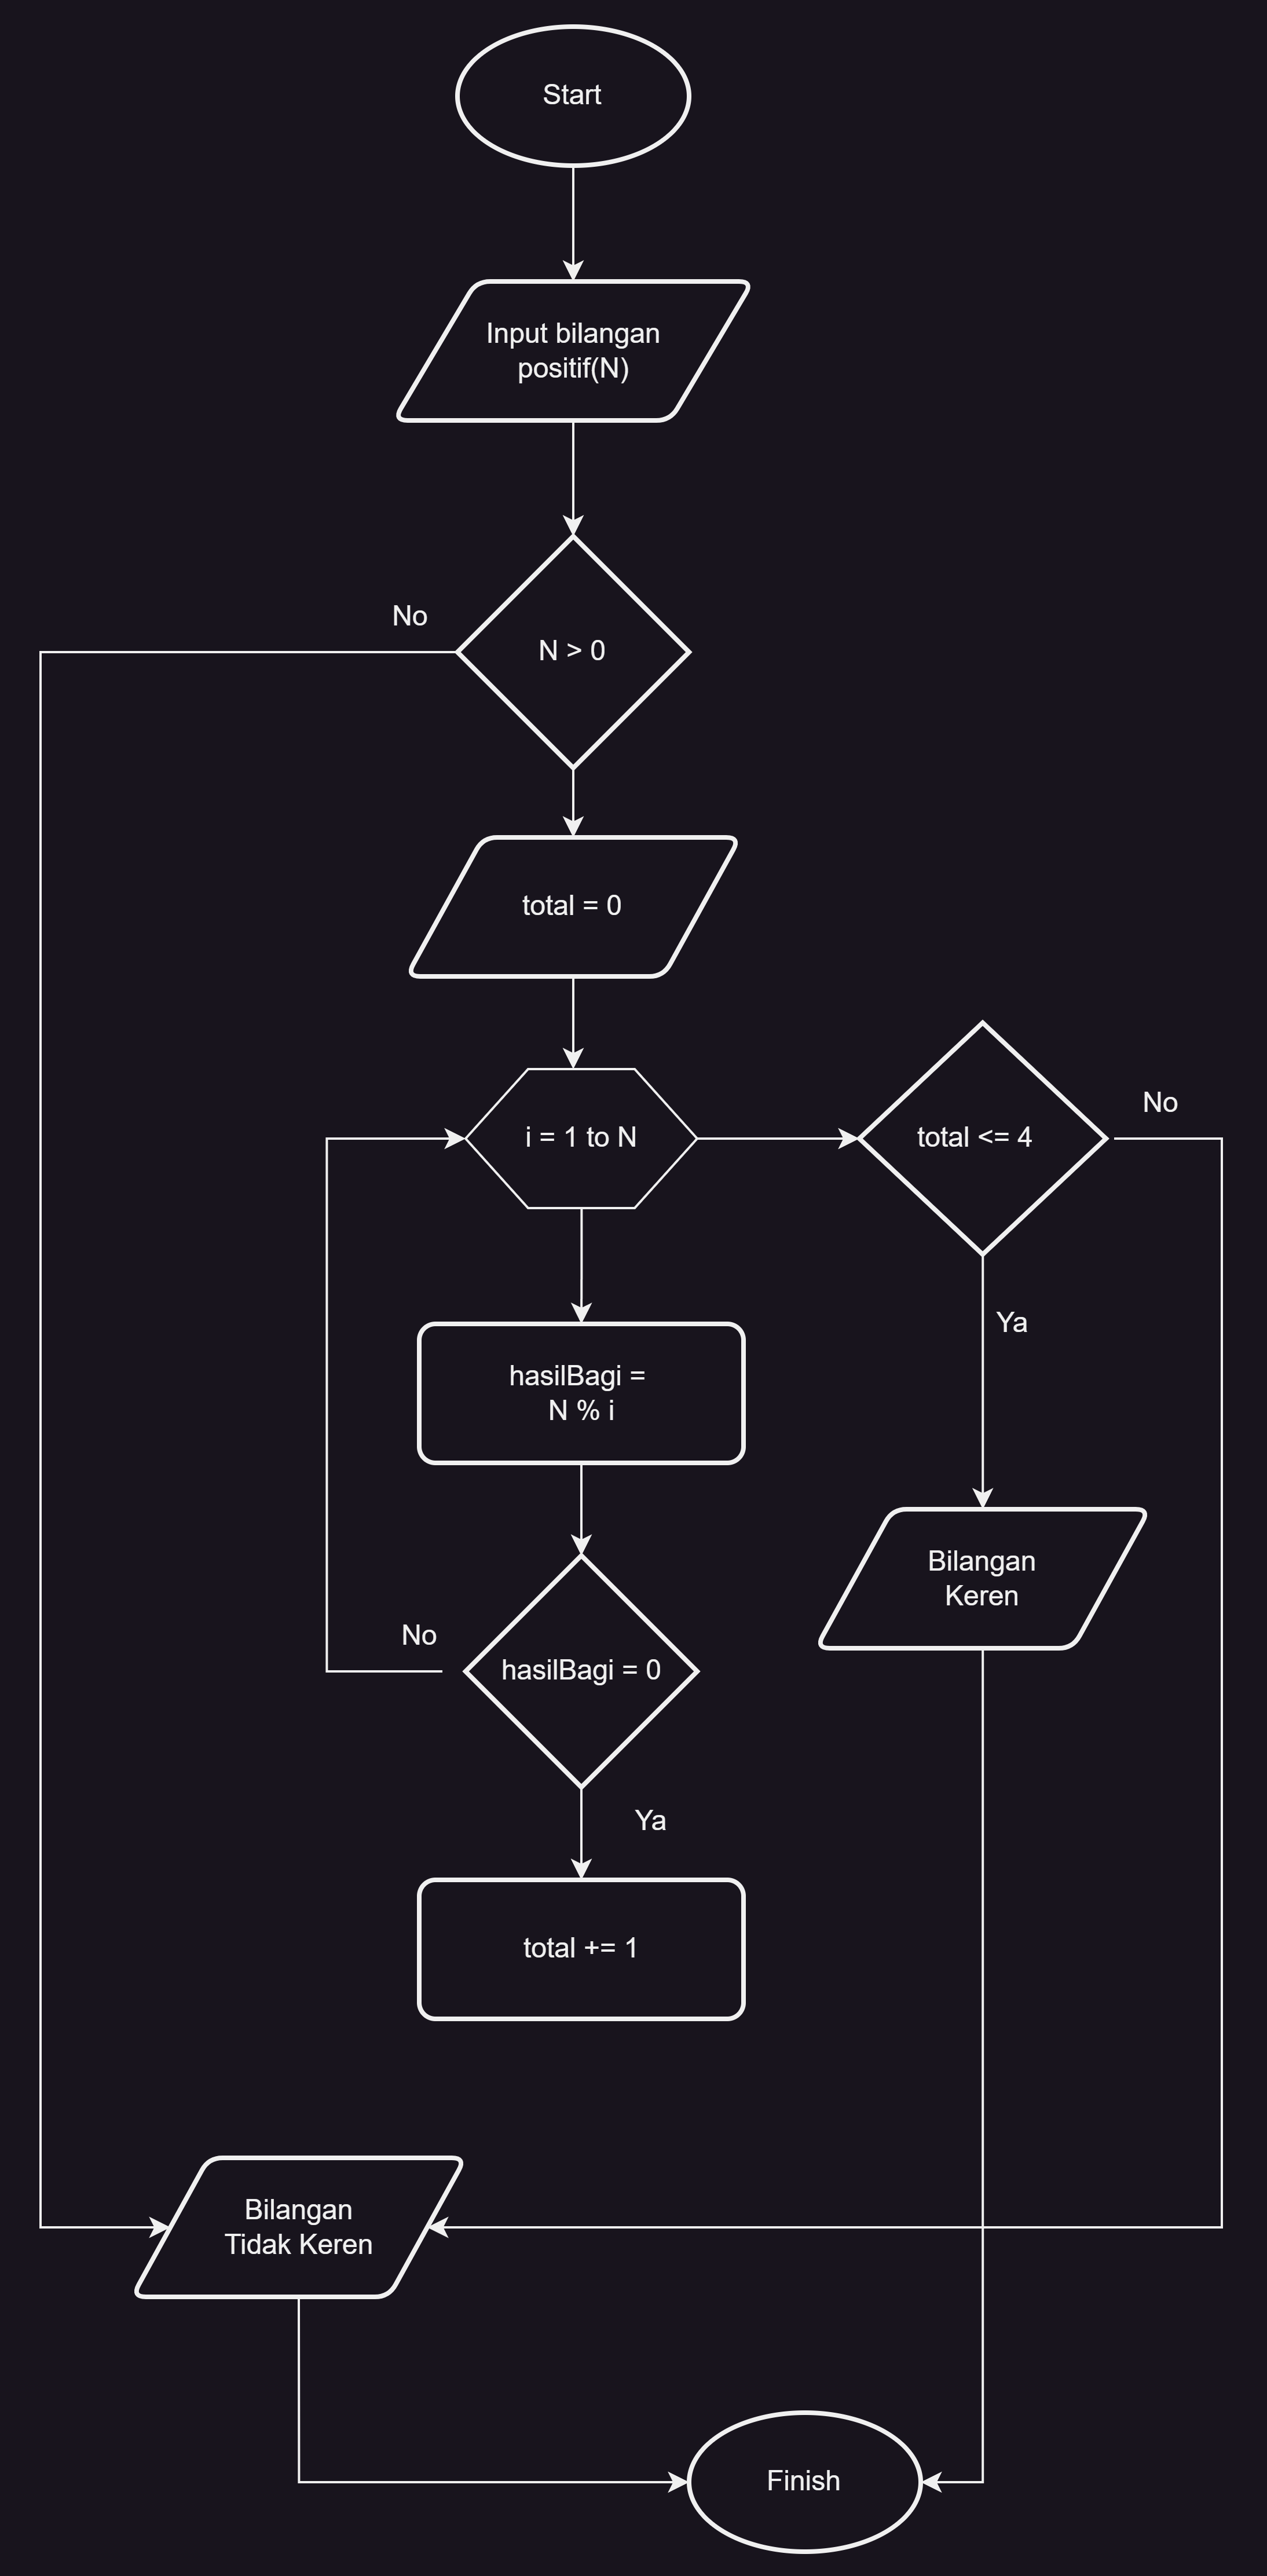 Start
Input bilangan
positif(N)
No
N > 0
total = 0
i = 1 to N
total <= 4
No
Ya
hasilBagi =
N % i
Bilangan
Keren
No
hasilBagi = 0
Ya
total += 1
Bilangan
Tidak Keren
Finish